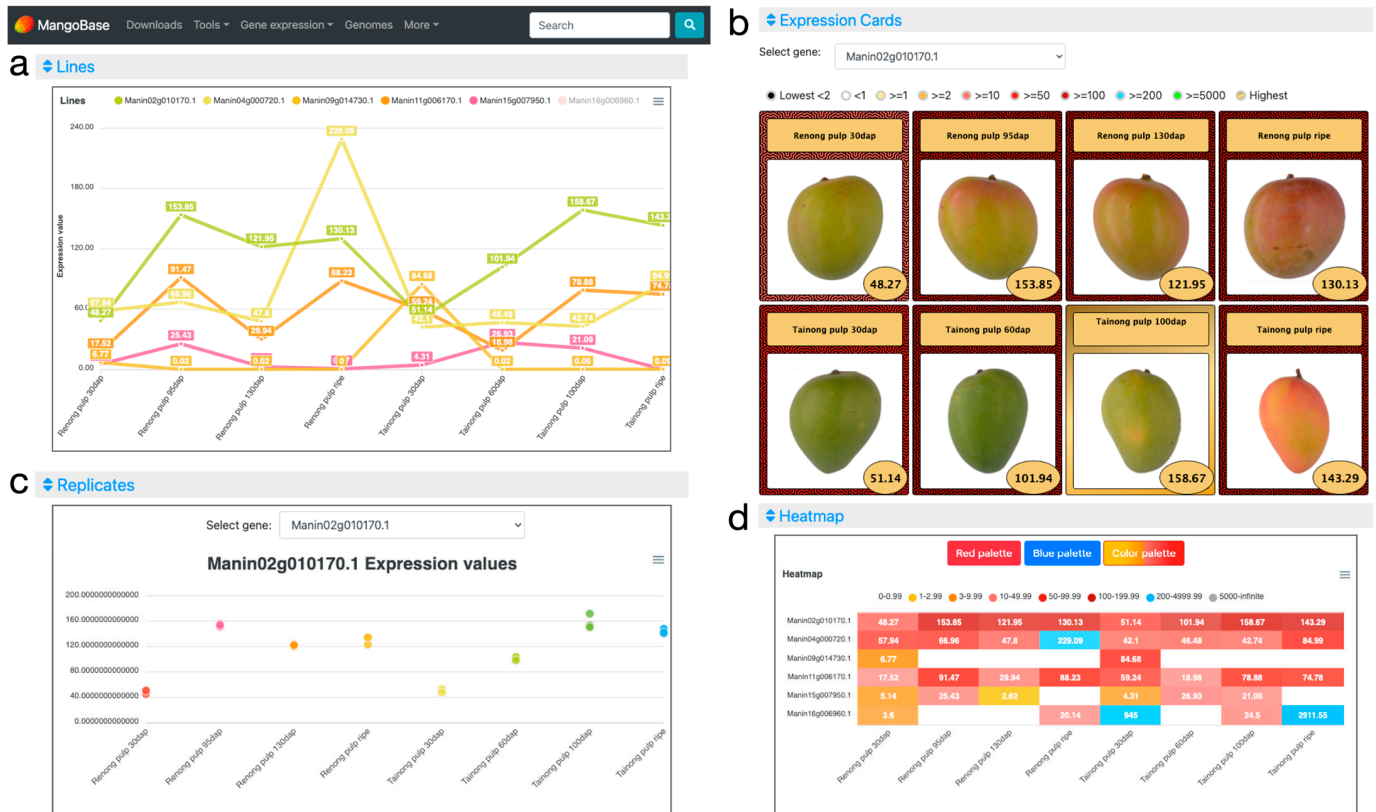 MangoBase Downloads Tools Gene expression Genomes More Search
a Lines
Lines Manin02g010170.1 Manin04g000720.1 Manin09g014730.1 Manin11g006170.1 Manin15g007950.1 Manin16g006960.1
Expression value
240.00
180.00
120.00
0.00
229.09
153.85
158.67
143.2
121.95
130.13
101.94
91.47
88.23
84.68
78.88
74.7
57.94
48.27
66.96
47.8
59.24
51.14
42.1
46.48
42.74
17.52
6.77
25.43
29.94
4.31
26.93
18.98
21.09
0.02
0.02
0.02
0.06
0.09
Renong pulp 30dap
Renong pulp 95dap
Renong pulp 130dap
Renong pulp ripe
Tainong pulp 30dap
Tainong pulp 60dap
Tainong pulp 100dap
Tainong pulp ripe
b Expression Cards
Select gene: Manin02g010170.1
Lowest <2 <1 >=1 >=2 >=10 >=50 >=100 >=200 >=5000 Highest
Renong pulp 30dap Renong pulp 95dap Renong pulp 130dap Renong pulp ripe
48.27 153.85 121.95 130.13
Tainong pulp 30dap Tainong pulp 60dap Tainong pulp 100dap Tainong pulp ripe
51.14 101.94 158.67 143.29
c Replicates
Select gene: Manin02g010170.1
Manin02g010170.1 Expression values
200.0000000000000
160.0000000000000
120.0000000000000
80.0000000000000
40.0000000000000
0.0000000000000
Renong pulp 30dap
Renong pulp 95dap
Renong pulp 130dap
Renong pulp ripe
Tainong pulp 30dap
Tainong pulp 60dap
Tainong pulp 100dap
Tainong pulp ripe
d Heatmap
Red palette Blue palette Color palette
Heatmap
0-0.99 1-2.99 3-9.99 10-49.99 50-99.99 100-199.99 200-4999.99 5000-infinite
Manin02g010170.1 48.27 153.85 121.95 130.13 51.14 101.94 158.67 143.29
Manin04g000720.1 57.94 66.96 47.8 229.09 42.1 46.48 42.74 84.99
Manin09g014730.1 6.77 84.68
Manin11g006170.1 17.52 91.47 29.94 88.23 59.24 18.98 78.88 74.78
Manin15g007950.1 5.14 25.43 2.62 4.31 26.93 21.09
Manin16g006960.1 3.6 20.14 945 24.5 2911.55
Renong pulp 30dap
Renong pulp 95dap
Renong pulp 130dap
Renong pulp ripe
Tainong pulp 30dap
Tainong pulp 60dap
Tainong pulp 100dap
Tainong pulp ripe